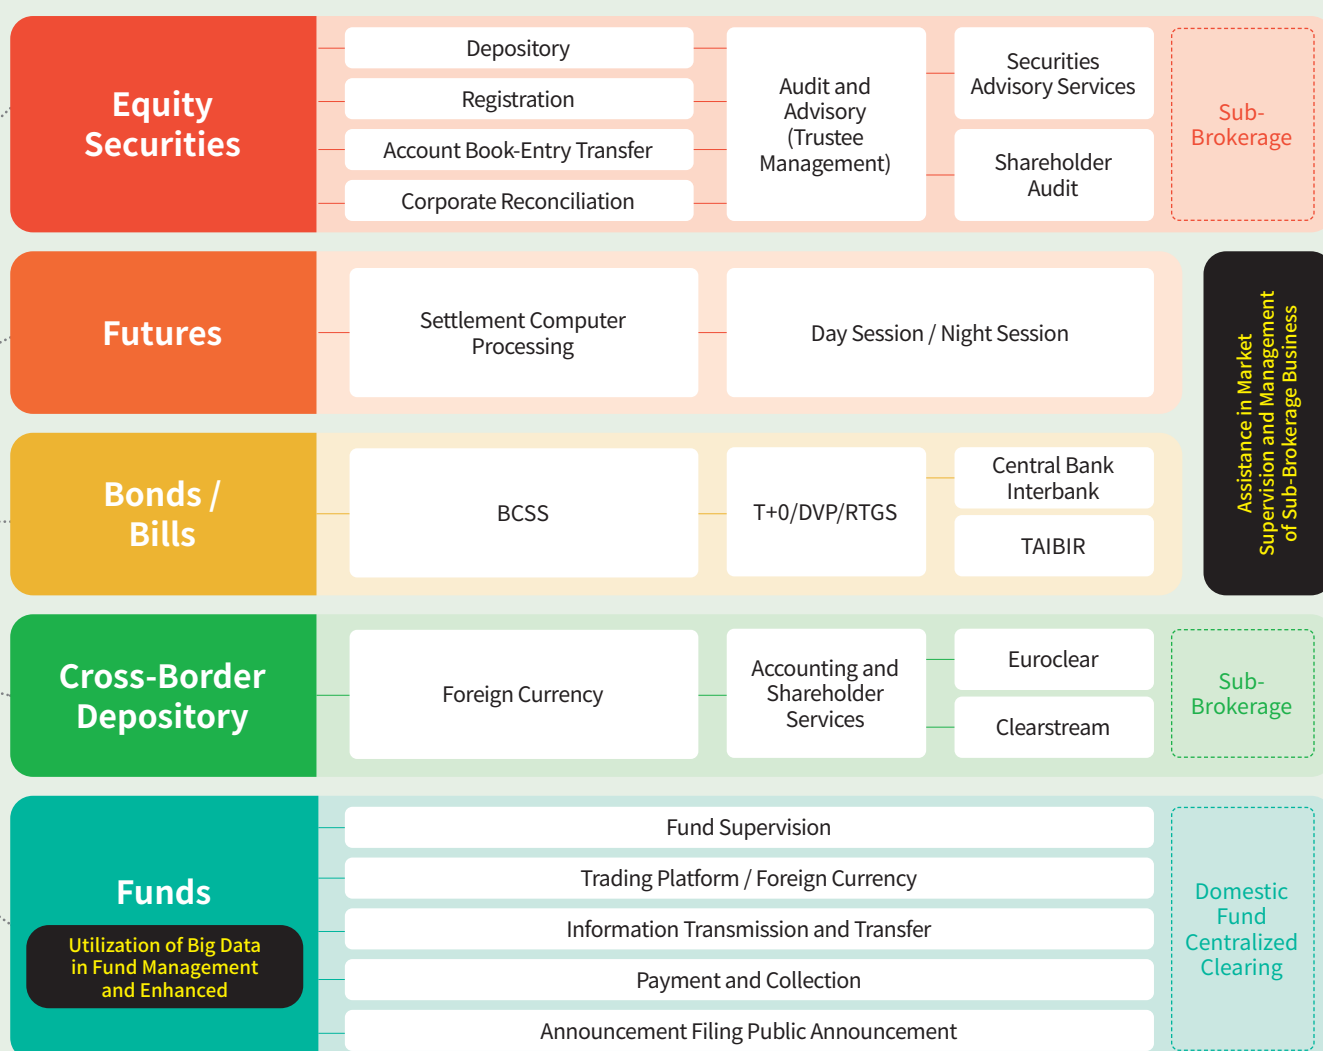 Equity
Securities
Depository
Registration
Account Book-Entry Transfer
Corporate Reconciliation
Audit and
Advisory
(Trustee
Management)
Securities
Advisory Services
Shareholder
Audit
Sub-
Brokerage
Futures
Settlement Computer
Processing
Day Session / Night Session
Assistance in Market
Supervision and Management
of Sub-Brokerage Business
Bonds /
Bills
BCSS
T+0/DVP/RTGS
Central Bank
Interbank
TAIBIR
Cross-Border
Depository
Foreign Currency
Accounting and
Shareholder
Services
Euroclear
Clearstream
Sub-
Brokerage
Funds
Utilization of Big Data
in Fund Management
and Enhanced
Fund Supervision
Trading Platform / Foreign Currency
Information Transmission and Transfer
Payment and Collection
Announcement Filing Public Announcement
Domestic
Fund
Centralized
Clearing